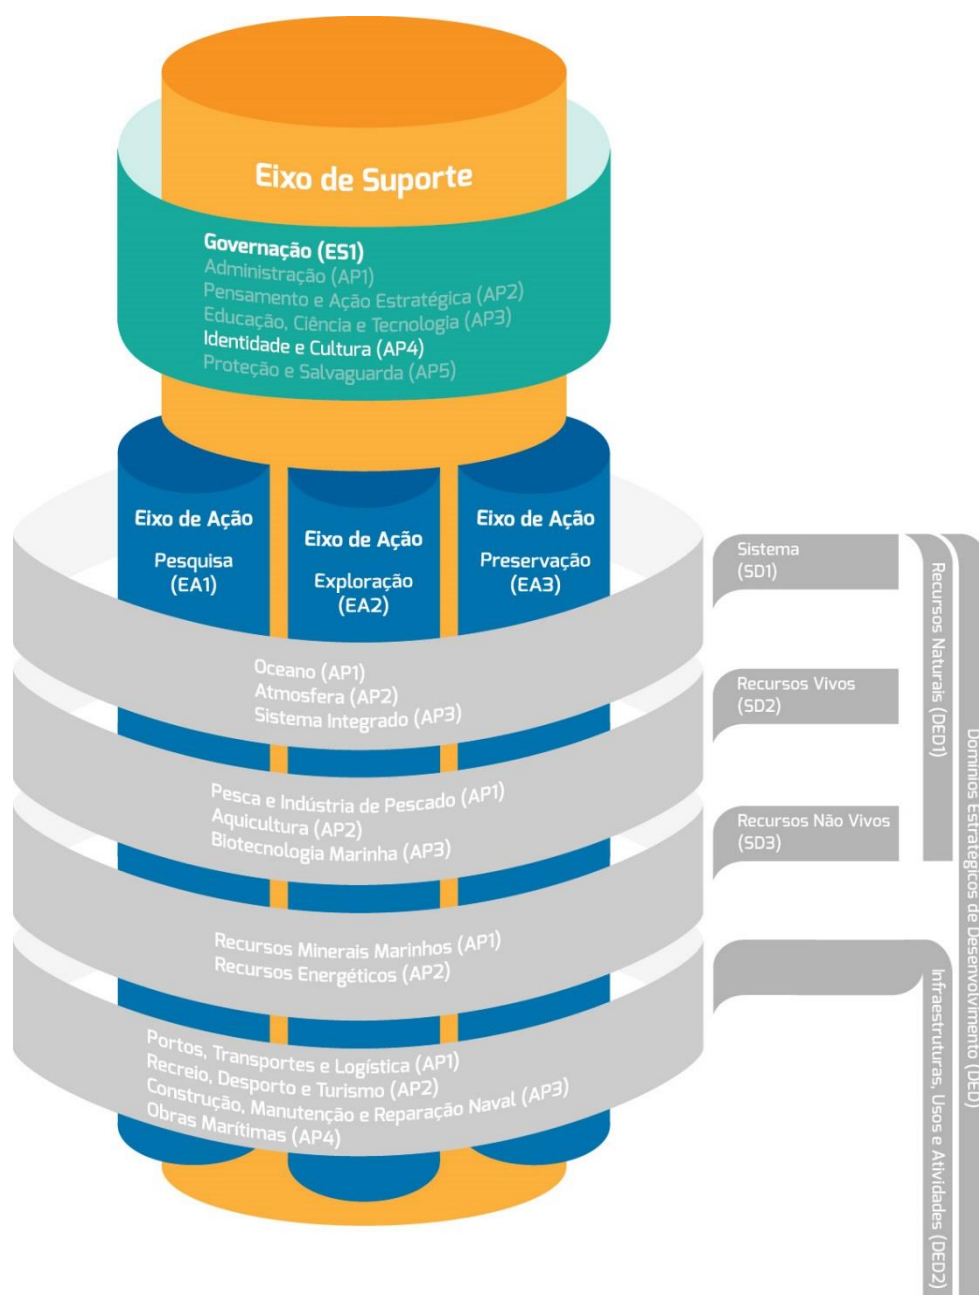 Eixo de Suporte
Governação (ES1)
Administração (AP1)
Pensamento e Ação Estratégica (AP2)
Educação, Ciência e Tecnologia (AP3)
Identidade e Cultura (AP4)
Proteção e Salvaguarda (AP5)
Eixo de Ação
Pesquisa
(EA1)
Eixo de Ação
Exploração
(EA2)
Eixo de Ação
Preservação
(EA3)
Oceano (AP1)
Atmosfera (AP2)
Sistema Integrado (AP3)
Sistema
(SD1)
Pesca e Indústria de Pescado (AP1)
Aquicultura (AP2)
Biotecnologia Marinha (AP3)
Recursos Vivos
(SD2)
Recursos Minerais Marinhos (AP1)
Recursos Energéticos (AP2)
Recursos Não Vivos
(SD3)
Portos, Transportes e Logística (AP1)
Recreio, Desporto e Turismo (AP2)
Construção, Manutenção e Reparação Naval (AP3)
Obras Marítimas (AP4)
Recursos Naturais (DED1)
Infraestruturas, Usos e Atividades (DED2)
Domínios Estratégicos de Desenvolvimento (DED)